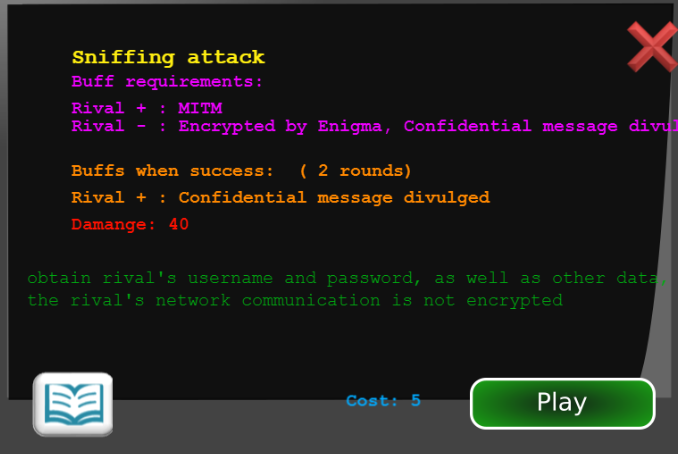 Sniffing attack
Buff requirements:
Rival + : MITM
Rival - : Encrypted by Enigma, Confidential message divul
Buffs when success: ( 2 rounds)
Rival + : Confidential message divulged
Damange: 40
obtain rival's username and password, as well as other data,
the rival's network communication is not encrypted
Cost: 5
Play